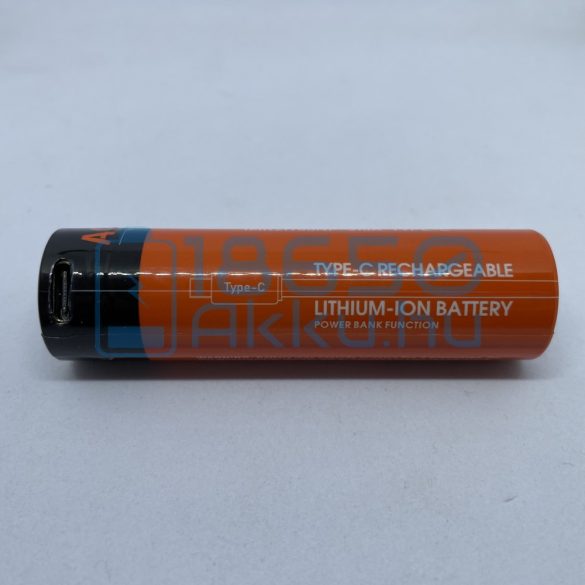 TYPE-C RECHARGEABLE
Type-C
LITHIUM-ION BATTERY
POWER BANK FUNCTION
18650
Akku.hu